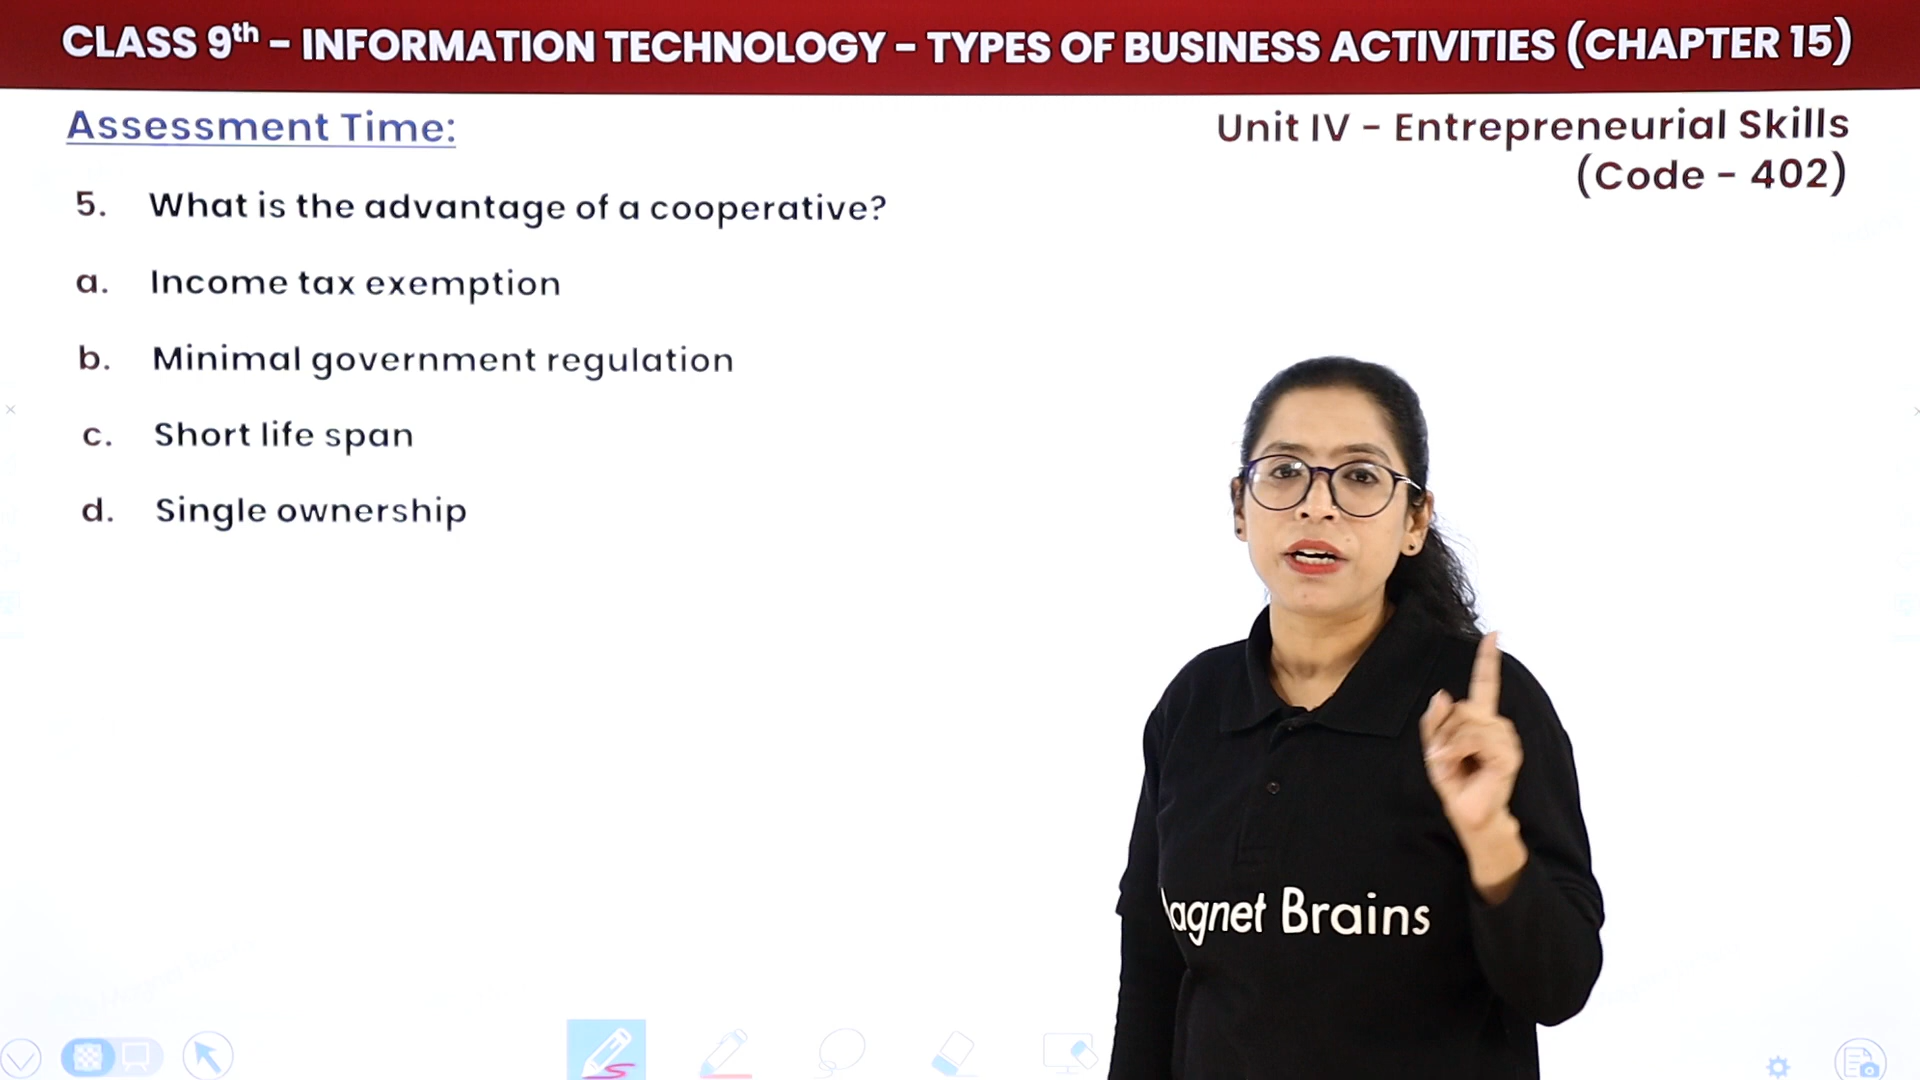 CLASS 9th - INFORMATION TECHNOLOGY - TYPES OF BUSINESS ACTIVITIES (CHAPTER 15)
Assessment Time:
Unit IV - Entrepreneurial Skills
(Code - 402)
5. What is the advantage of a cooperative?
a. Income tax exemption
b. Minimal government regulation
c. Short life span
d. Single ownership
agnet Brains